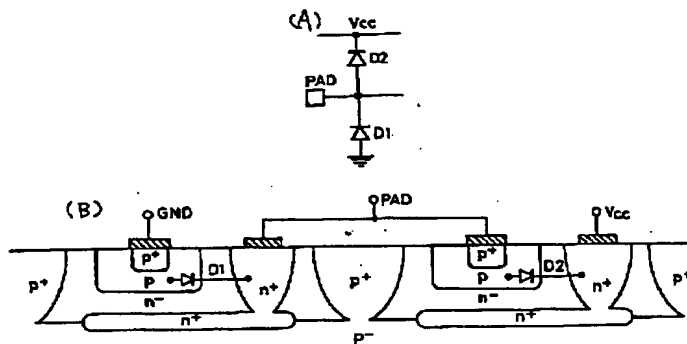 (A) Vcc
D2
PAD
D1
(B) GND PAD Vcc
p+ p+
p+ p D1 n+ p+ p D2 n+ p+
n- n-
n+ n+
P-